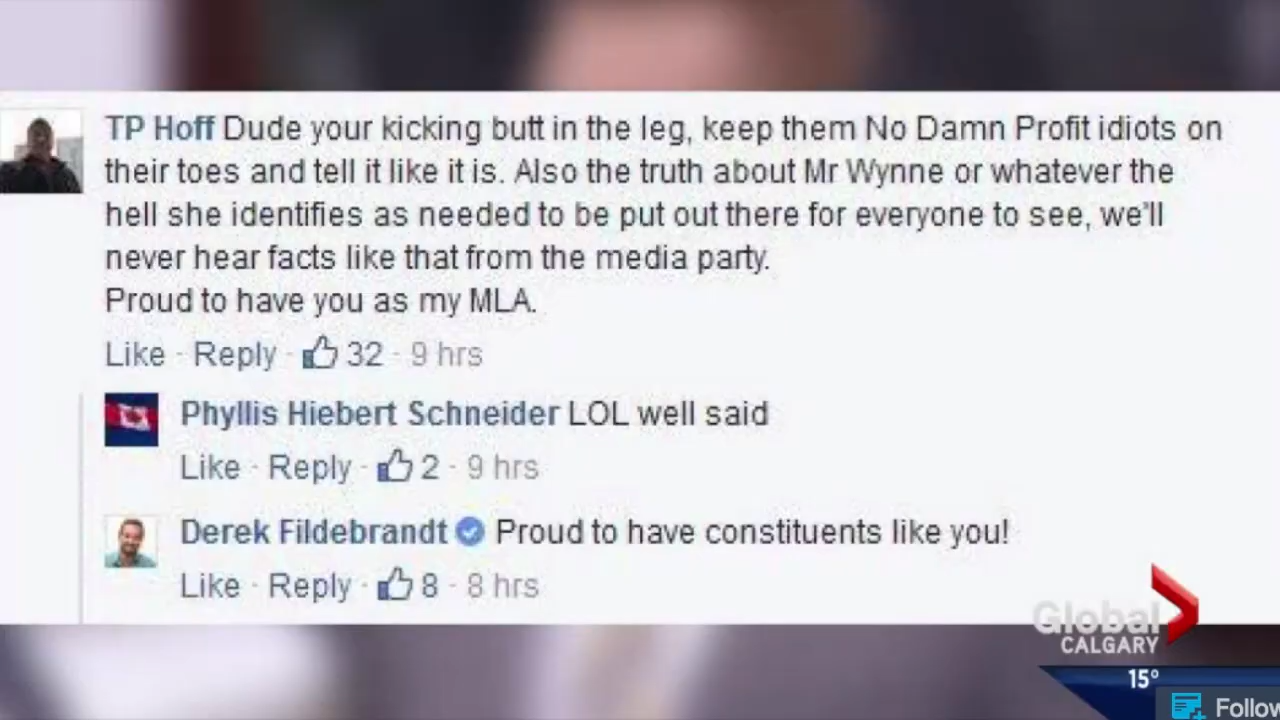 TP Hoff Dude your kicking butt in the leg, keep them No Damn Profit idiots on
their toes and tell it like it is. Also the truth about Mr Wynne or whatever the
hell she identifies as needed to be put out there for everyone to see, we'll
never hear facts like that from the media party.
Proud to have you as my MLA.
Like · Reply · 32 · 9 hrs
Phyllis Hiebert Schneider LOL well said
Like · Reply · 2 · 9 hrs
Derek Fildebrandt Proud to have constituents like you!
Like · Reply · 8 · 8 hrs
Global
CALGARY
15°
Follow